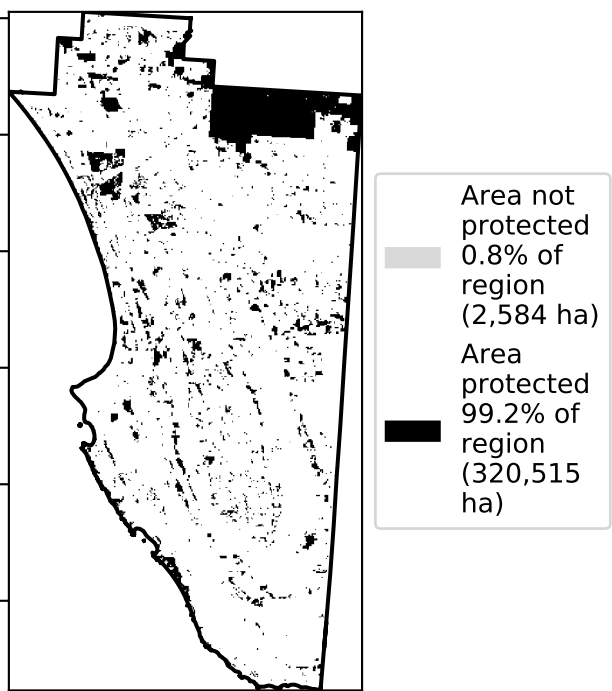 Area not
protected
0.8% of
region
(2,584 ha)
Area
protected
99.2% of
region
(320,515
ha)